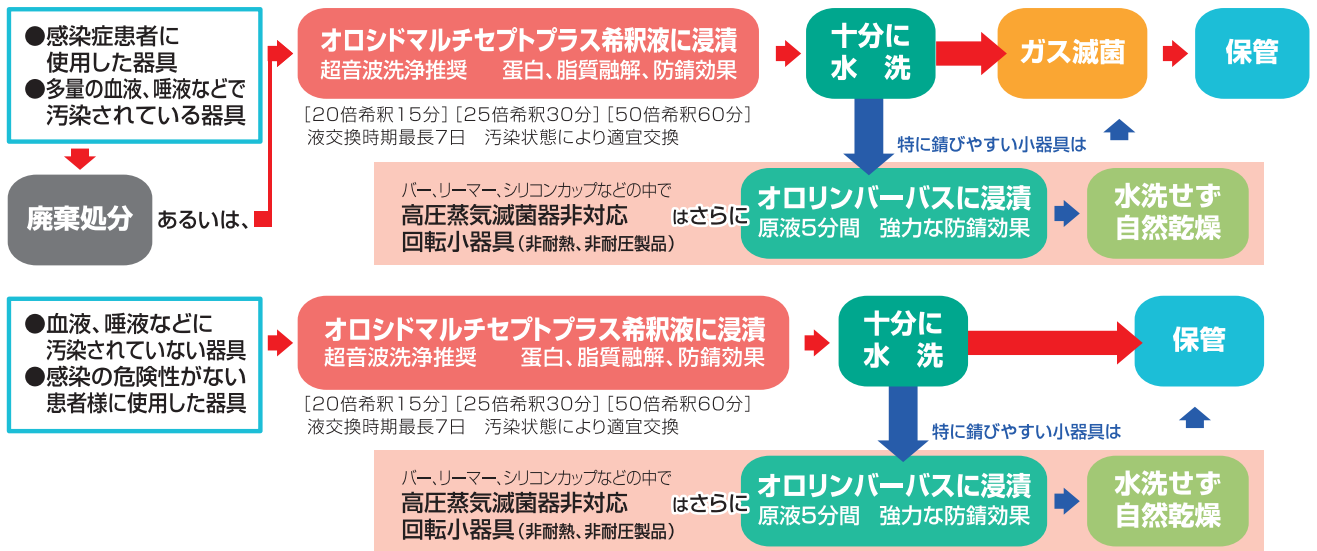 ●感染症患者に
使用した器具
●多量の血液、唾液などで
汚染されている器具
廃棄処分
あるいは、
オロシドマルチセプトプラス希釈液に浸漬
超音波洗浄推奨　蛋白、脂質融解、防錆効果
[20倍希釈15分] [25倍希釈30分] [50倍希釈60分]
液交換時期最長7日　汚染状態により適宜交換
十分に
水　洗
ガス滅菌
保管
特に錆びやすい小器具は
バー、リーマー、シリコンカップなどの中で
高圧蒸気滅菌器非対応
回転小器具（非耐熱、非耐圧製品）
はさらに
オロリンバーバスに浸漬
原液5分間　強力な防錆効果
水洗せず
自然乾燥
●血液、唾液などに
汚染されていない器具
●感染の危険性がない
患者様に使用した器具
オロシドマルチセプトプラス希釈液に浸漬
超音波洗浄推奨　蛋白、脂質融解、防錆効果
[20倍希釈15分] [25倍希釈30分] [50倍希釈60分]
液交換時期最長7日　汚染状態により適宜交換
十分に
水　洗
保管
特に錆びやすい小器具は
バー、リーマー、シリコンカップなどの中で
高圧蒸気滅菌器非対応
回転小器具（非耐熱、非耐圧製品）
はさらに
オロリンバーバスに浸漬
原液5分間　強力な防錆効果
水洗せず
自然乾燥